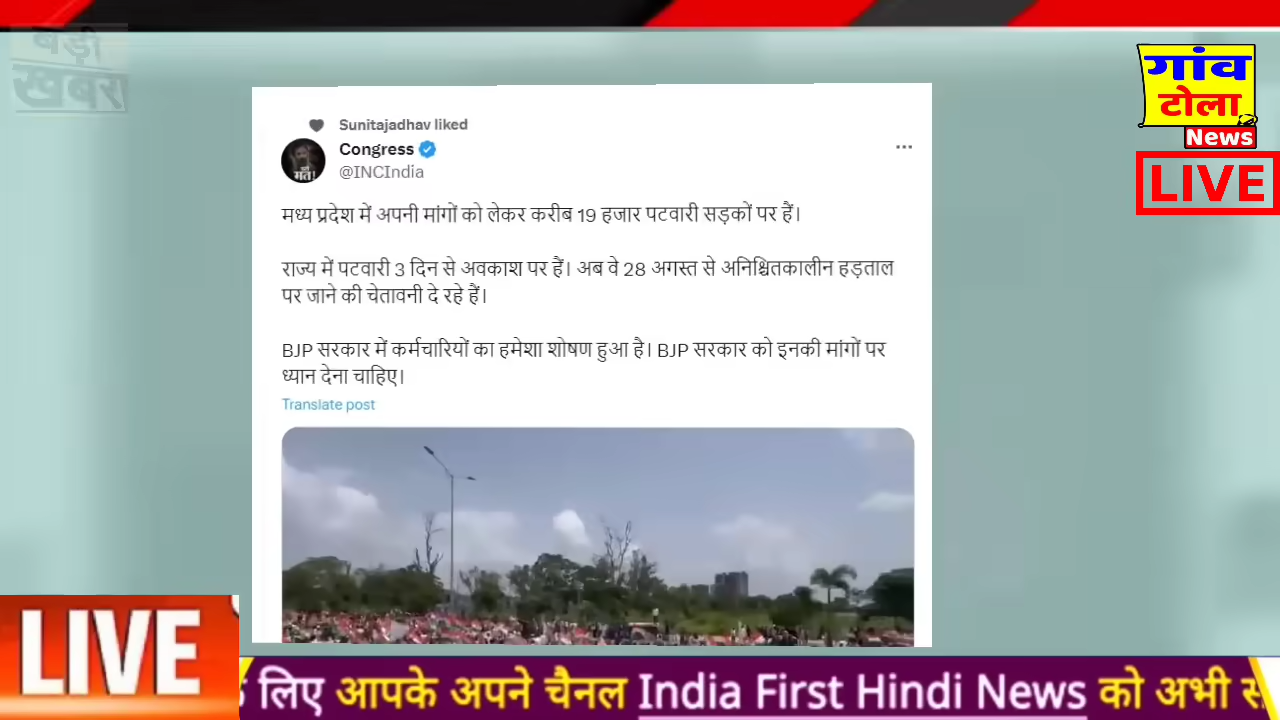 बड़ी
खबर
गांव
टोला
News
LIVE
Sunitajadhav liked
Congress
@INCIndia
मध्य प्रदेश में अपनी मांगों को लेकर करीब 19 हजार पटवारी सड़कों पर हैं।
राज्य में पटवारी 3 दिन से अवकाश पर हैं। अब वे 28 अगस्त से अनिश्चितकालीन हड़ताल
पर जाने की चेतावनी दे रहे हैं।
BJP सरकार में कर्मचारियों का हमेशा शोषण हुआ है। BJP सरकार को इनकी मांगों पर
ध्यान देना चाहिए।
Translate post
LIVE
लिए आपके अपने चैनल India First Hindi News को अभी